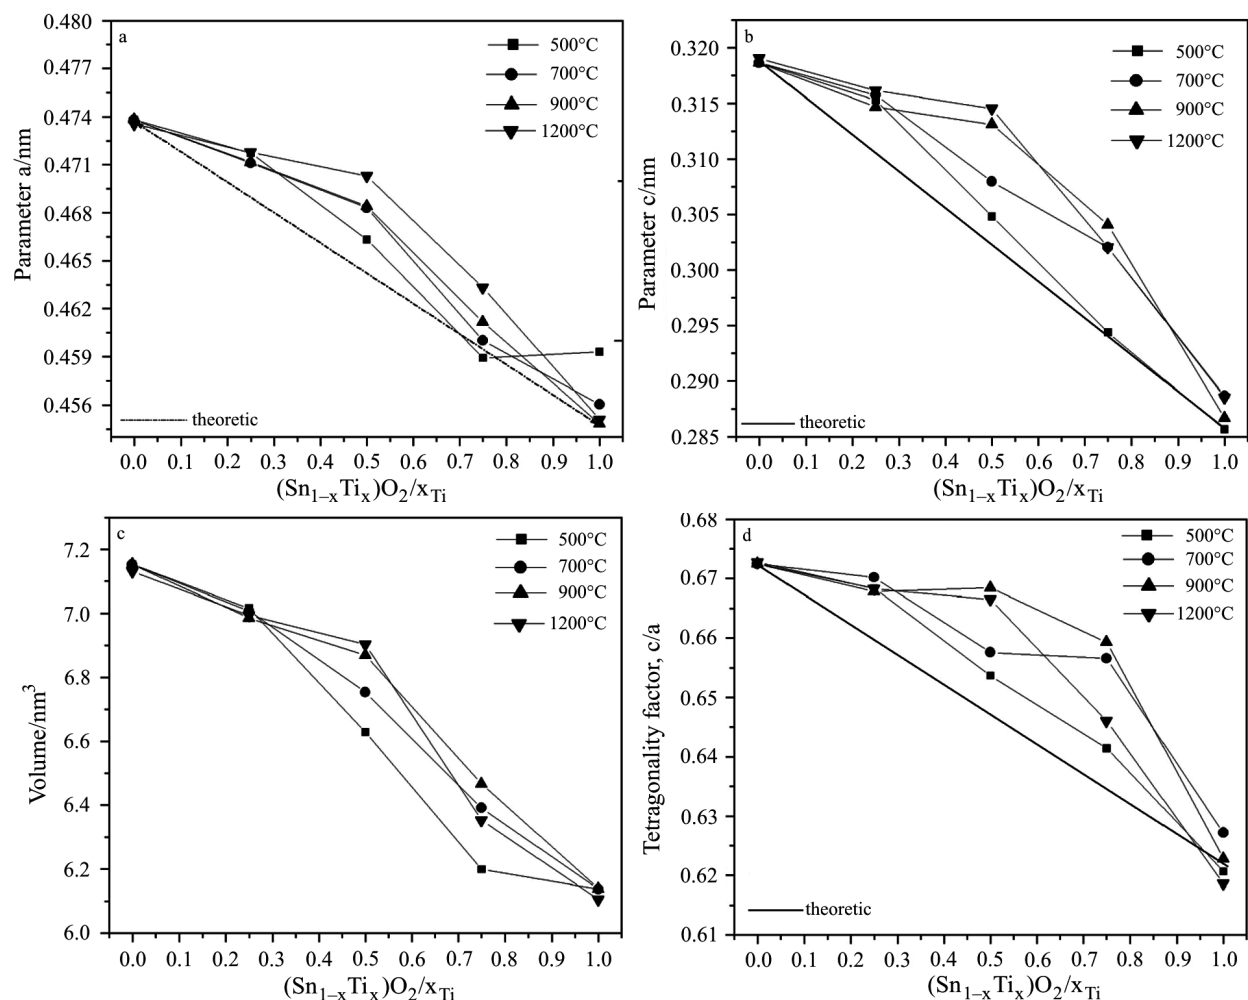 a
500°C
700°C
900°C
1200°C
0.480
0.477
0.474
0.471
0.468
0.465
0.462
0.459
0.456
Parameter a/nm
theoretic
0.0 0.1 0.2 0.3 0.4 0.5 0.6 0.7 0.8 0.9 1.0
(Sn1–xTix)O2/xTi
b
500°C
700°C
900°C
1200°C
0.320
0.315
0.310
0.305
0.300
0.295
0.290
0.285
Parameter c/nm
theoretic
0.0 0.1 0.2 0.3 0.4 0.5 0.6 0.7 0.8 0.9 1.0
(Sn1–xTix)O2/xTi
c
500°C
700°C
900°C
1200°C
7.2
7.0
6.8
6.6
6.4
6.2
6.0
Volume/nm3
0.0 0.1 0.2 0.3 0.4 0.5 0.6 0.7 0.8 0.9 1.0
(Sn1–xTix)O2/xTi
d
500°C
700°C
900°C
1200°C
0.68
0.67
0.66
0.65
0.64
0.63
0.62
0.61
Tetragonality factor, c/a
theoretic
0.0 0.1 0.2 0.3 0.4 0.5 0.6 0.7 0.8 0.9 1.0
(Sn1–xTix)O2/xTi